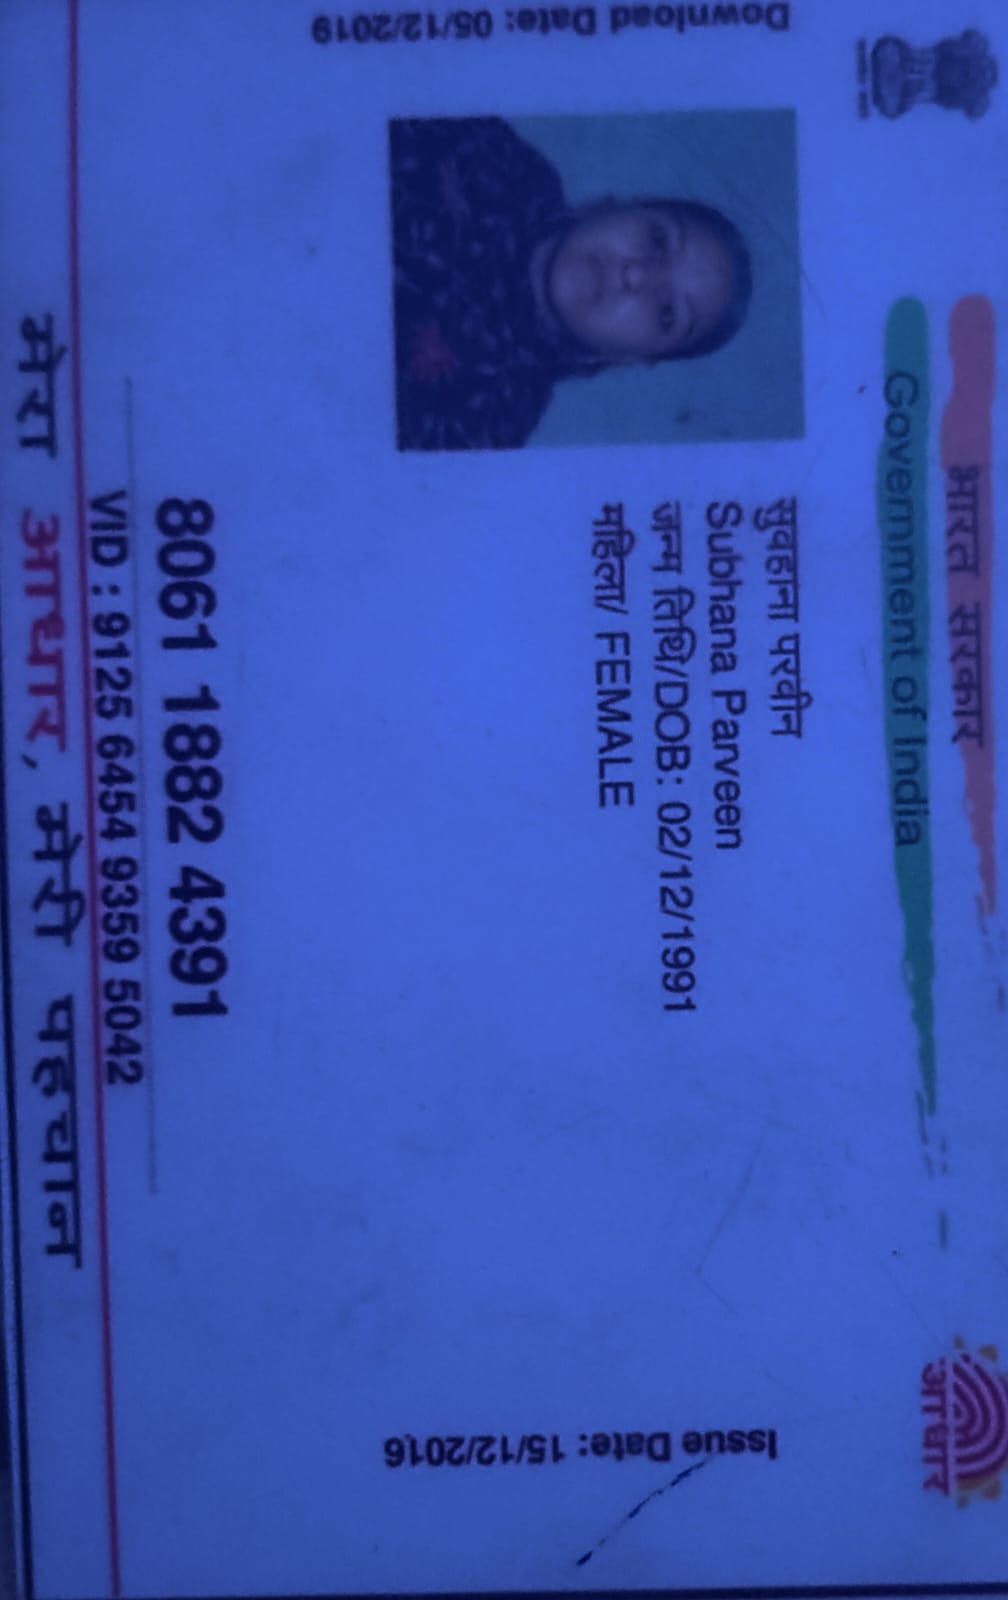 भारत सरकार
Government of India
Download Date: 05/12/2019
सुवहाना परवीन
Subhana Parveen
जन्म तिथि/DOB: 02/12/1991
महिला/ FEMALE
Issue Date: 15/12/2016
आधार
8061 1882 4391
VID : 9125 6454 9359 5042
मेरा आधार, मेरी पहचान